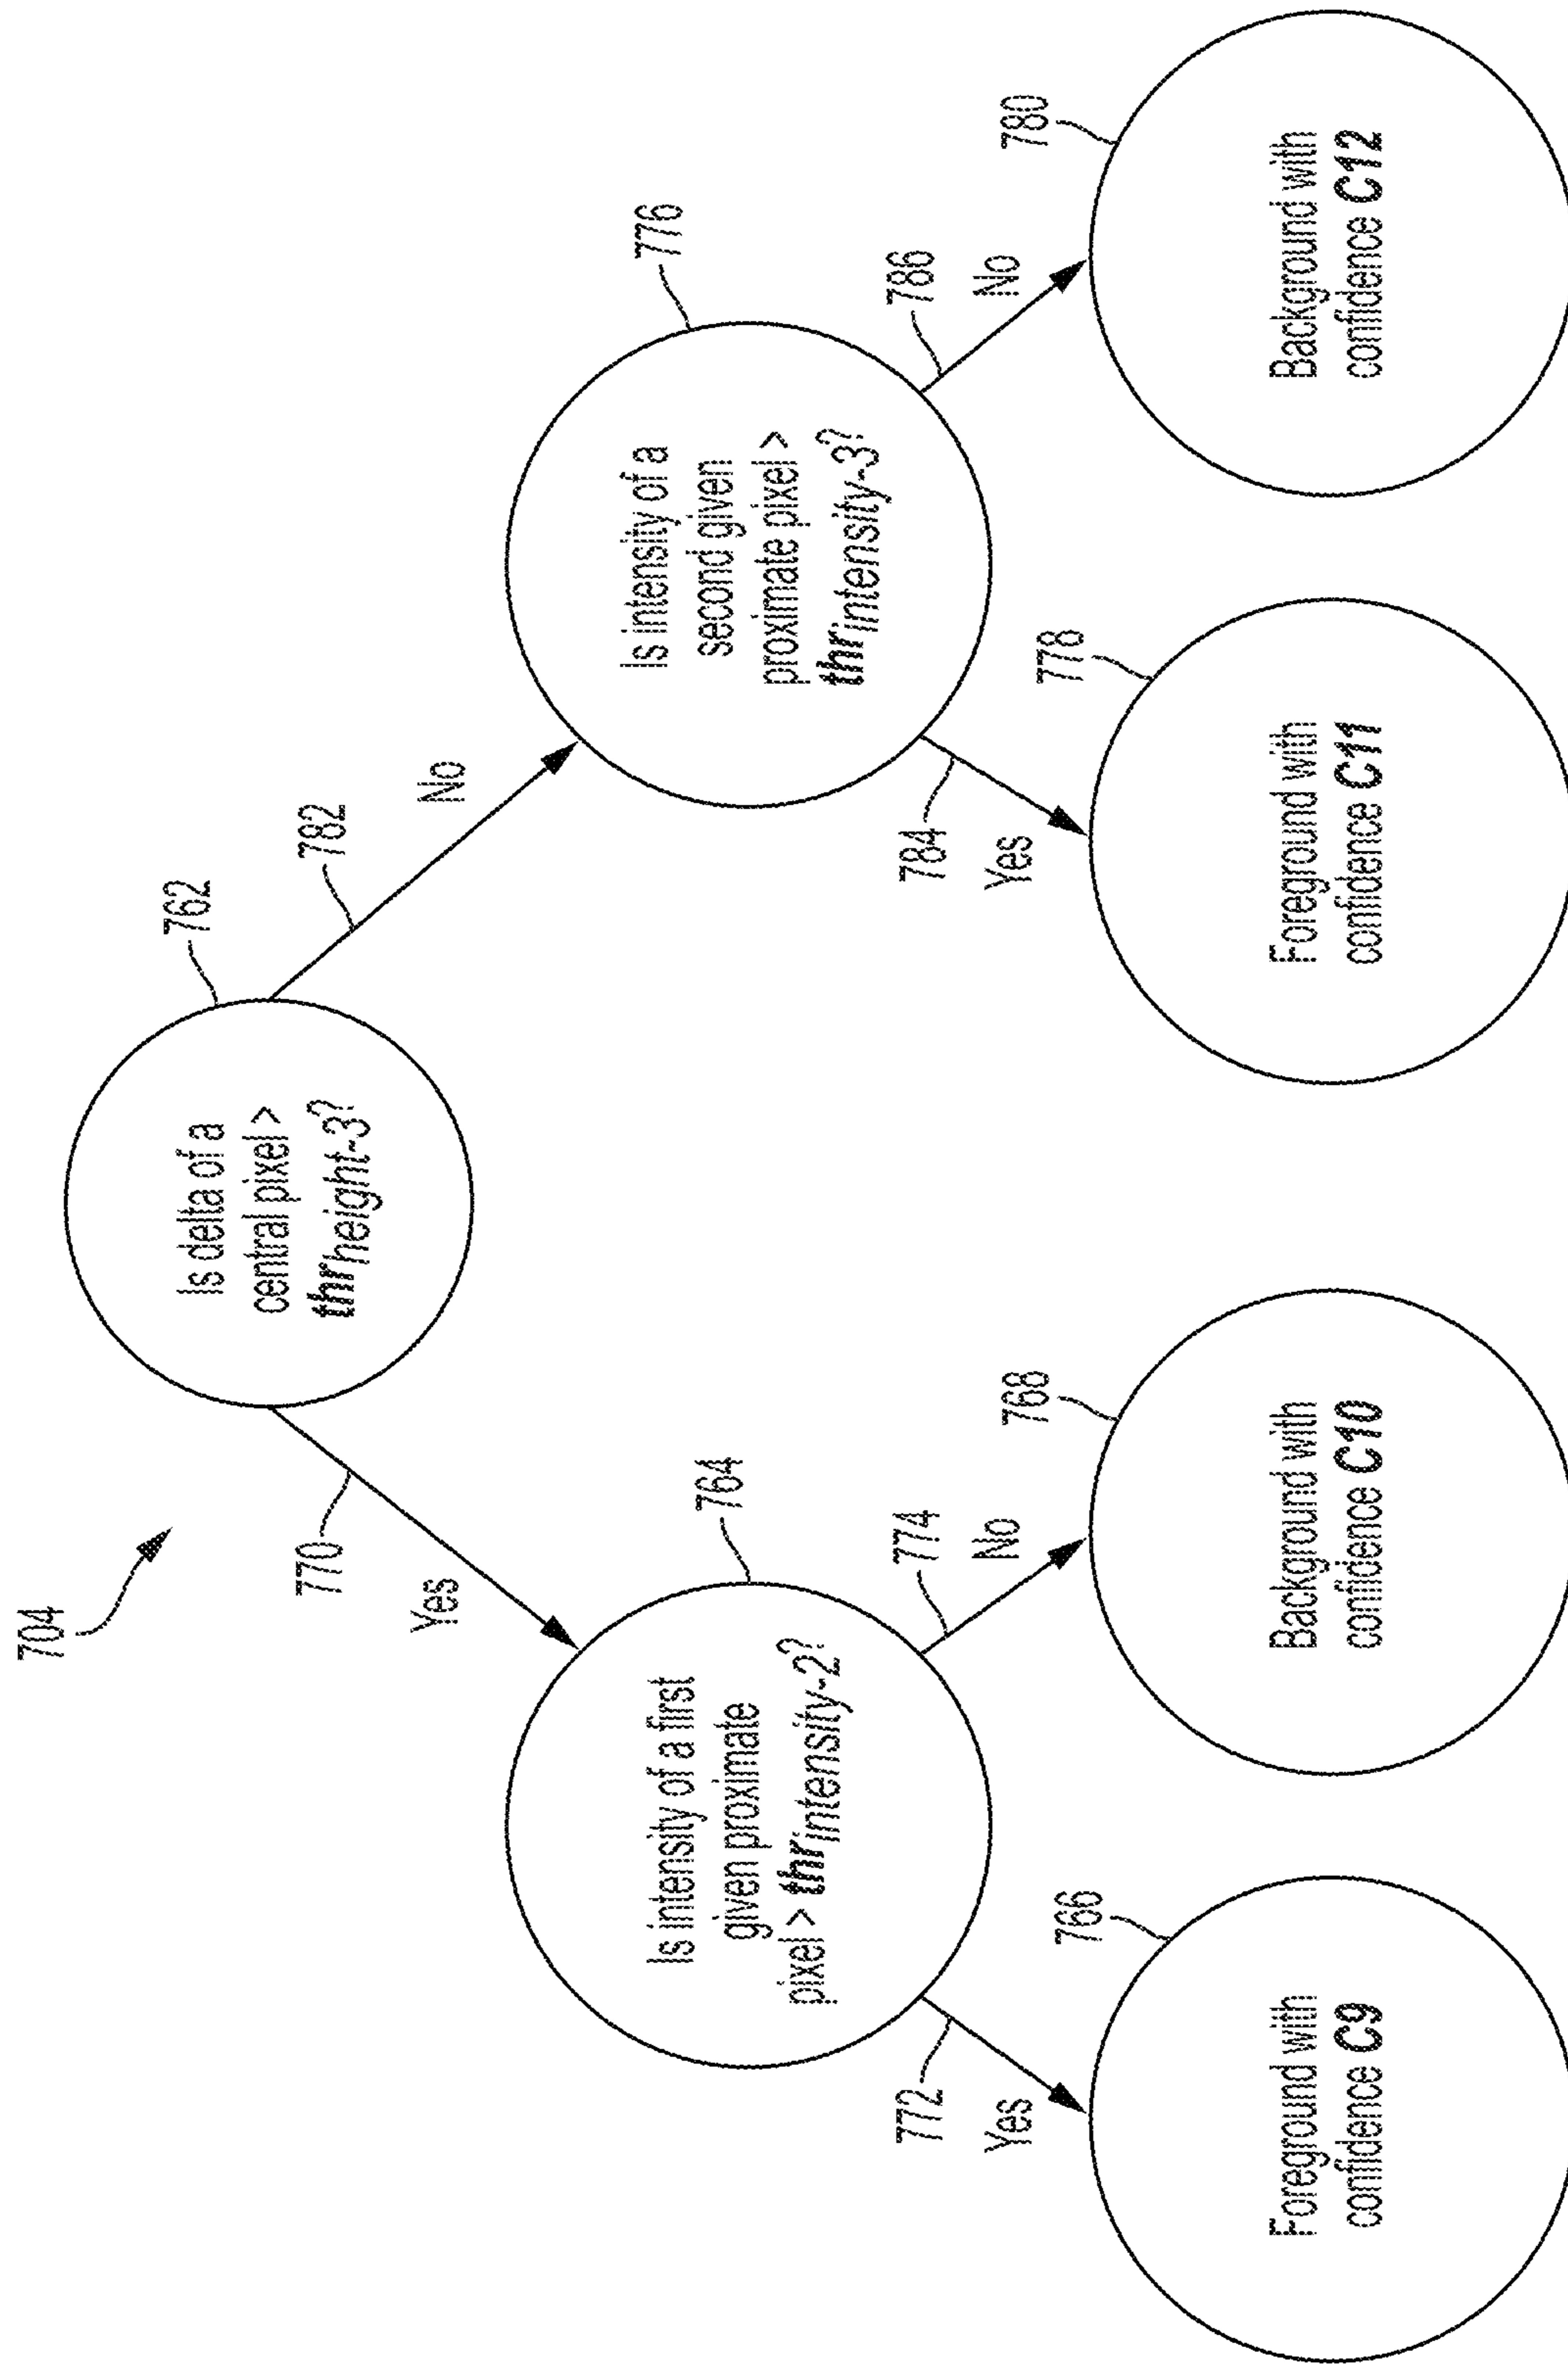 704
762
Is delta of a
central pixel >
thrheight-3?
770
Yes
782
No
764
Is intensity of a first
given proximate
pixel > thrintensity-2?
776
Is intensity of a
second given
proximate pixel >
thrintensity-3?
772
Yes
774
No
784
Yes
786
No
766
Foreground with
confidence C9
768
Background with
confidence C10
778
Foreground with
confidence C11
780
Background with
confidence C12